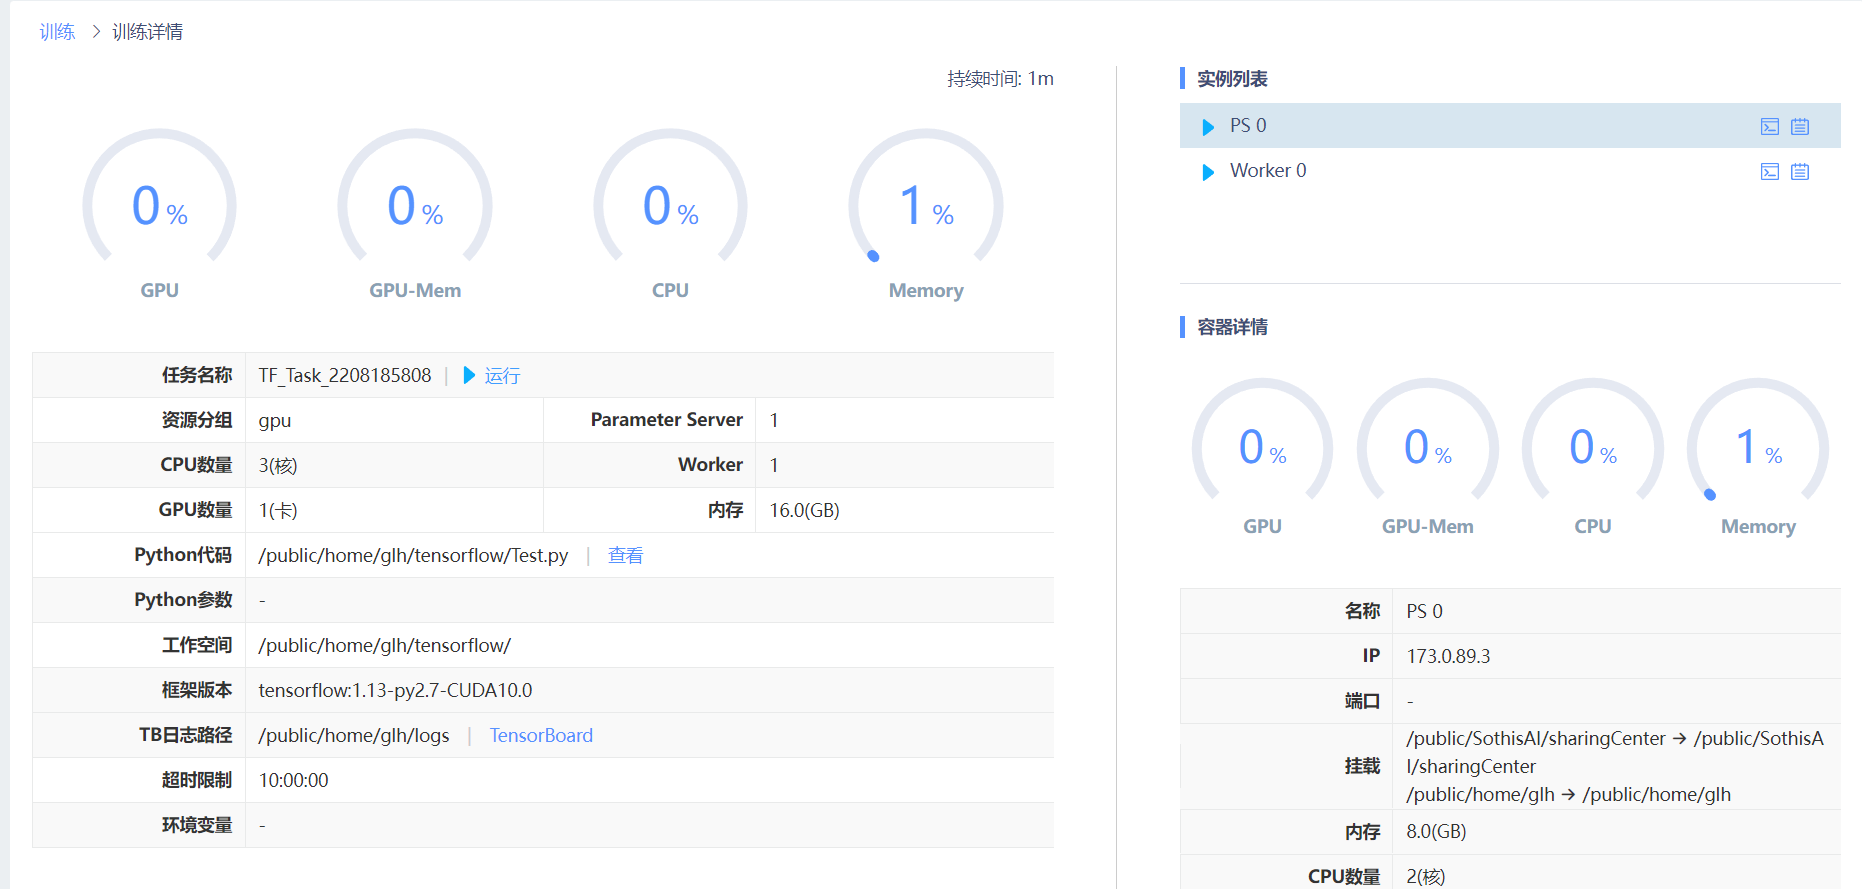 训练 > 训练详情
持续时间: 1m
0 %
GPU
0 %
GPU-Mem
0 %
CPU
1 %
Memory
任务名称 TF_Task_2208185808 | 运行
资源分组 gpu Parameter Server 1
CPU数量 3(核) Worker 1
GPU数量 1(卡) 内存 16.0(GB)
Python代码 /public/home/glh/tensorflow/Test.py | 查看
Python参数 -
工作空间 /public/home/glh/tensorflow/
框架版本 tensorflow:1.13-py2.7-CUDA10.0
TB日志路径 /public/home/glh/logs | TensorBoard
超时限制 10:00:00
环境变量 -
实例列表
PS 0
Worker 0
容器详情
0 %
GPU
0 %
GPU-Mem
0 %
CPU
1 %
Memory
名称 PS 0
IP 173.0.89.3
端口 -
挂载 /public/SothisAI/sharingCenter → /public/SothisA
I/sharingCenter
/public/home/glh → /public/home/glh
内存 8.0(GB)
CPU数量 2(核)